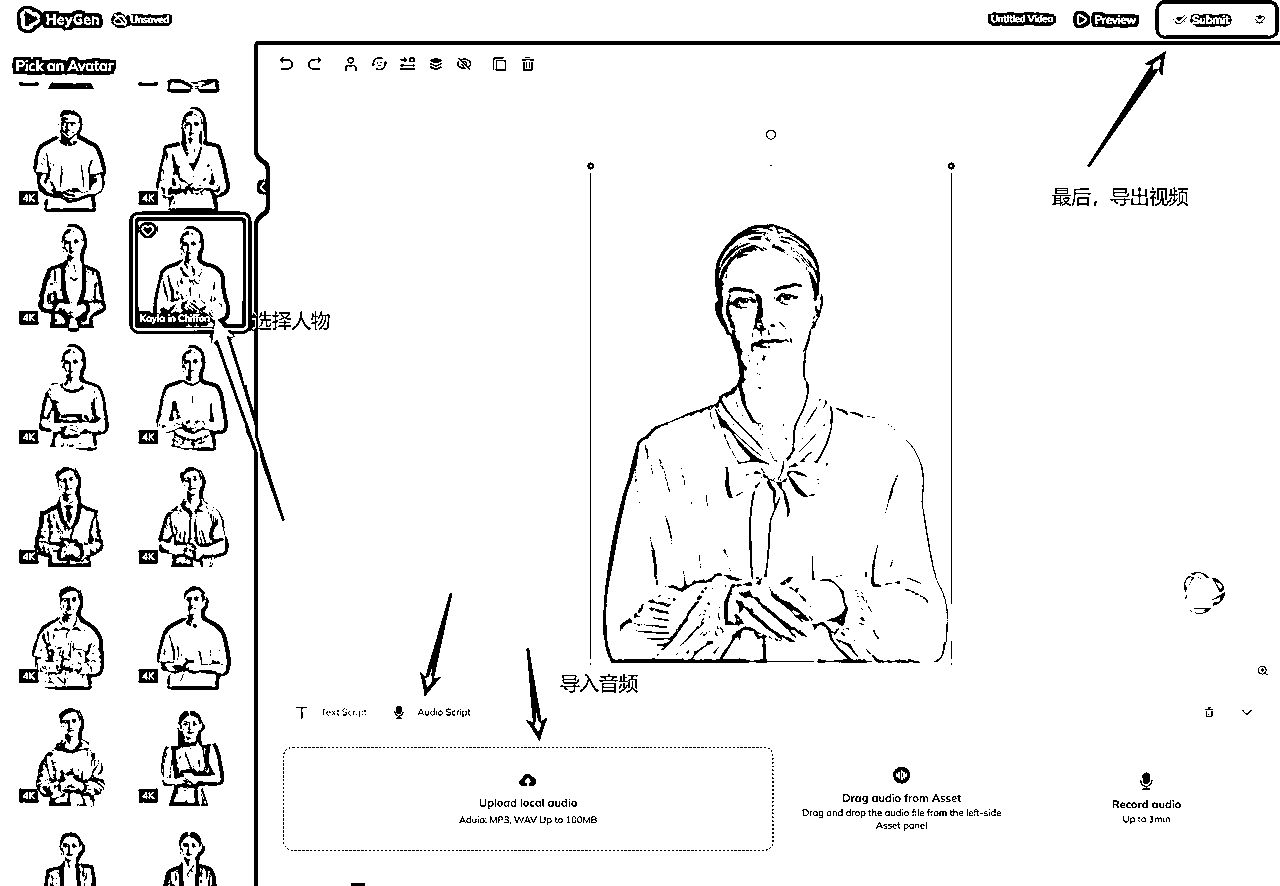 HeyGen
Unsaved
Untitled Video
Preview
Submit
Pick an Avatar
最后，导出视频
4K
4K
4K
Kayla in Chiffon
选择人物
4K
4K
4K
4K
4K
4K
4K
4K
导入音频
Text Script
Audio Script
Upload local audio
Aduio: MP3, WAV Up to 100MB
Drag audio from Asset
Drag and drop the audio file from the left-side
Asset panel
Record audio
Up to 3min